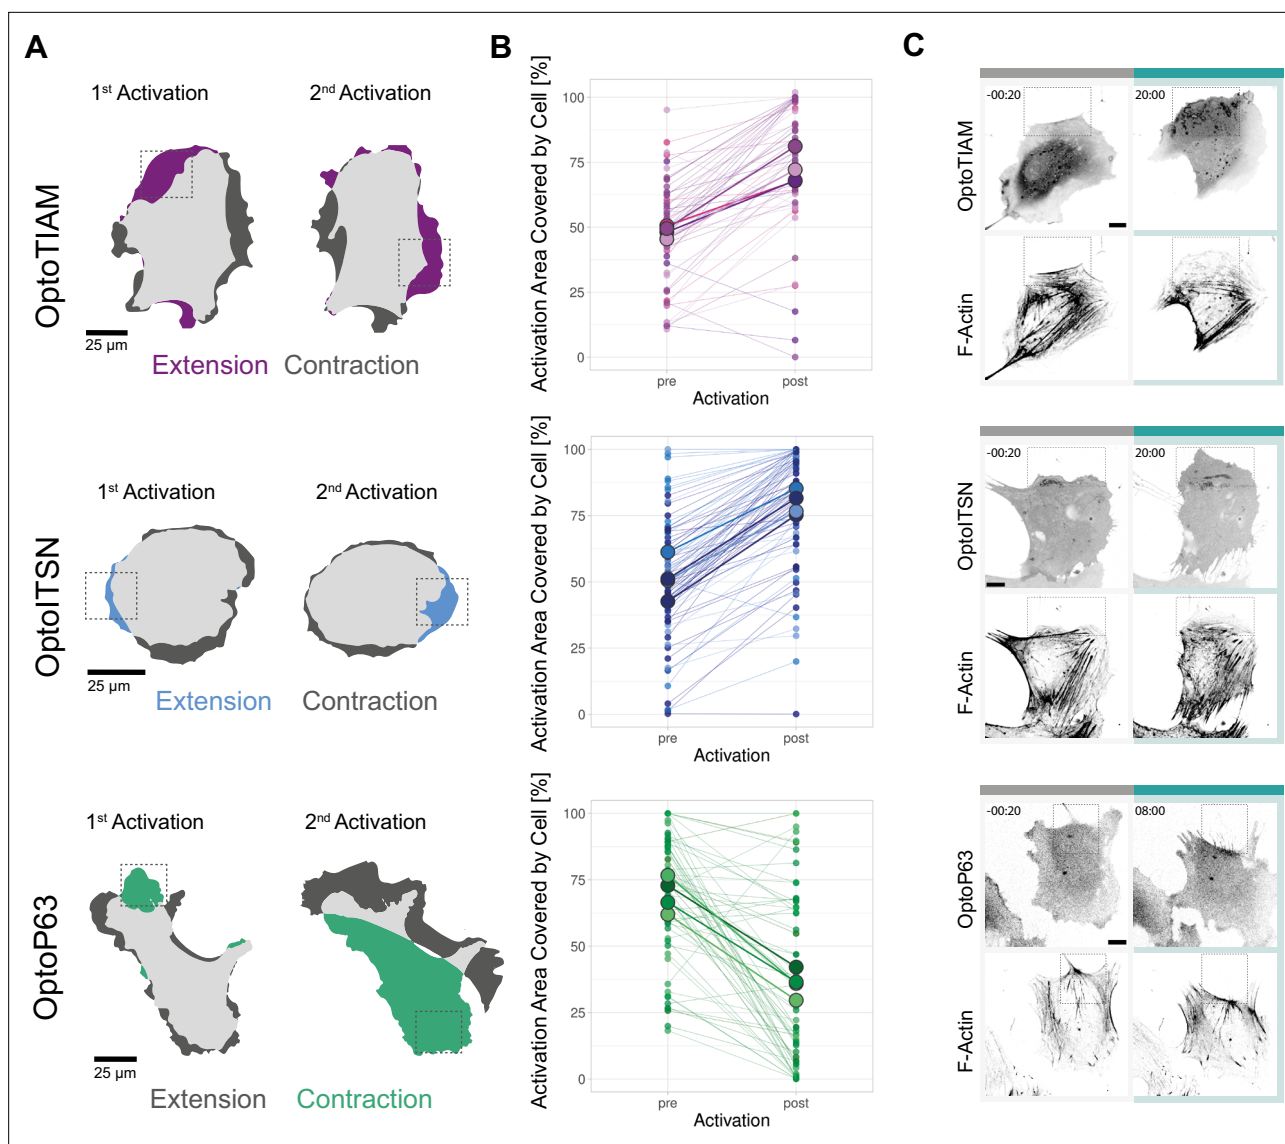 A
B
C
1st Activation
2nd Activation
OptoTIAM
25 µm
Extension Contraction
Activation Area Covered by Cell [%]
100
75
50
25
0
pre
post
Activation
OptoTIAM
-00:20
20:00
F-Actin
1st Activation
2nd Activation
OptoITSN
25 µm
Extension Contraction
Activation Area Covered by Cell [%]
100
75
50
25
0
pre
post
Activation
OptoITSN
-00:20
20:00
F-Actin
1st Activation
2nd Activation
OptoP63
25 µm
Extension Contraction
Activation Area Covered by Cell [%]
100
75
50
25
0
pre
post
Activation
OptoP63
-00:20
08:00
F-Actin